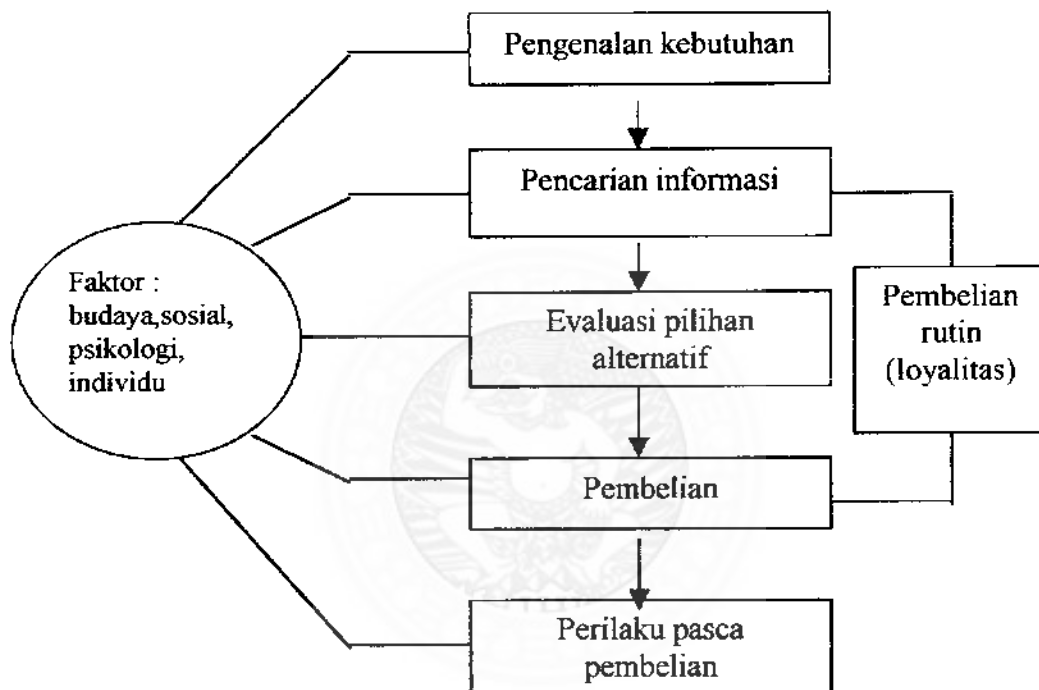 Pengenalan kebutuhan
Pencarian informasi
Faktor :
budaya,sosial,
psikologi,
individu
Evaluasi pilihan
alternatif
Pembelian
rutin
(loyalitas)
Pembelian
Perilaku pasca
pembelian